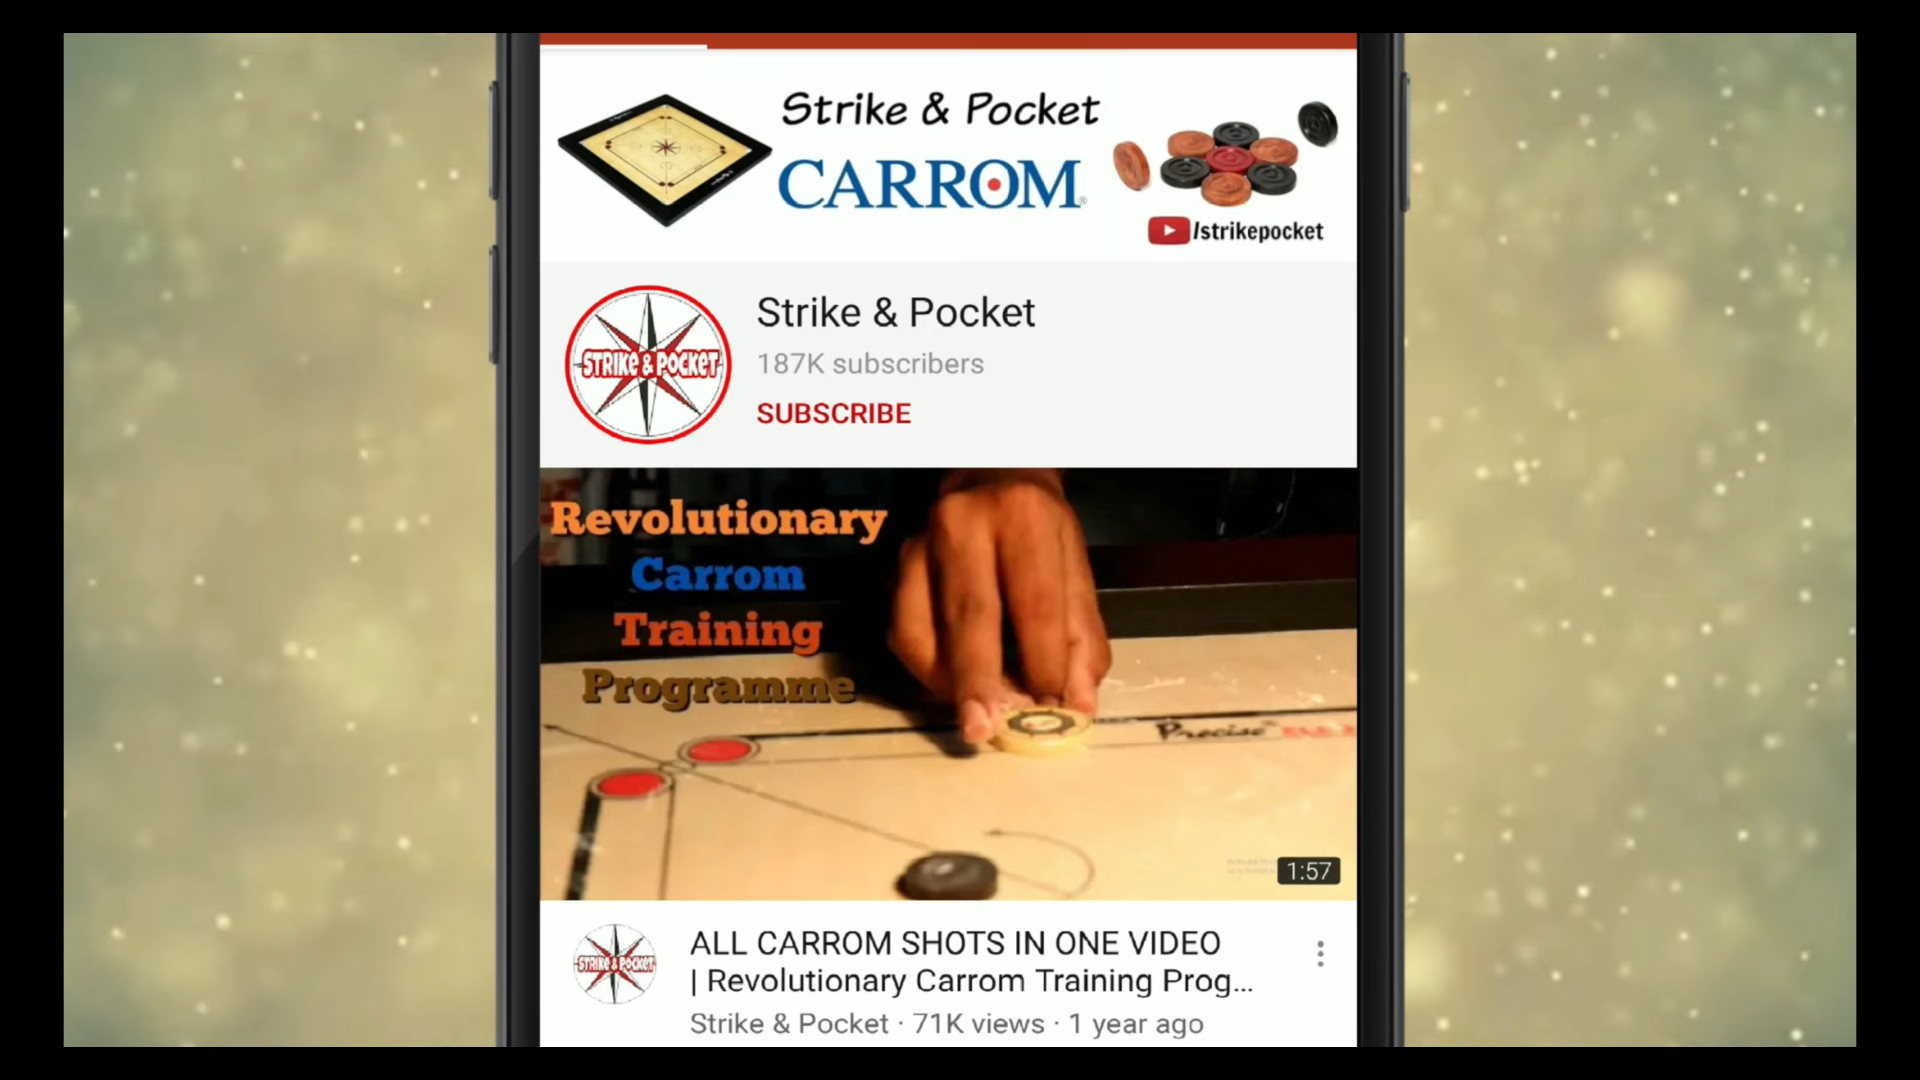 Strike & Pocket
CARROM®
/strikepocket
STRIKE & POCKET
Strike & Pocket
187K subscribers
SUBSCRIBE
Revolutionary
Carrom
Training
Programme
Precise
1:57
STRIKE & POCKET
ALL CARROM SHOTS IN ONE VIDEO
| Revolutionary Carrom Training Prog...
Strike & Pocket · 71K views · 1 year ago